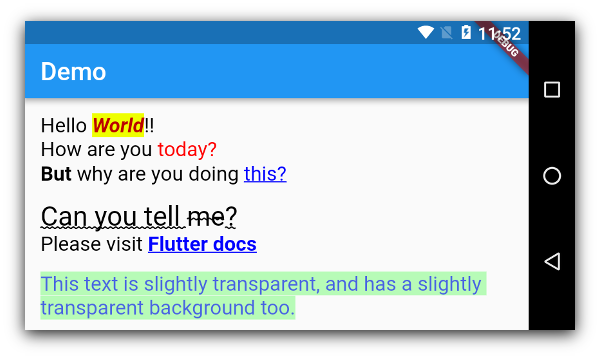 11:52
DEBUG
Demo
Hello World!!
How are you today?
But why are you doing this?
Can you tell me?
Please visit Flutter docs
This text is slightly transparent, and has a slightly
transparent background too.